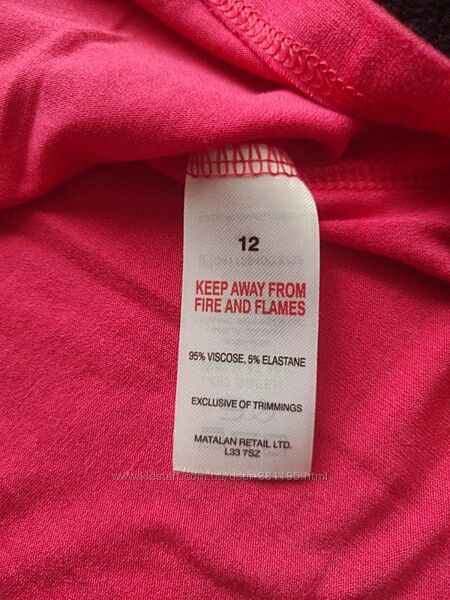 12
KEEP AWAY FROM
FIRE AND FLAMES
95% VISCOSE, 5% ELASTANE
EXCLUSIVE OF TRIMMINGS
MATALAN RETAIL LTD.
L33 7SZ